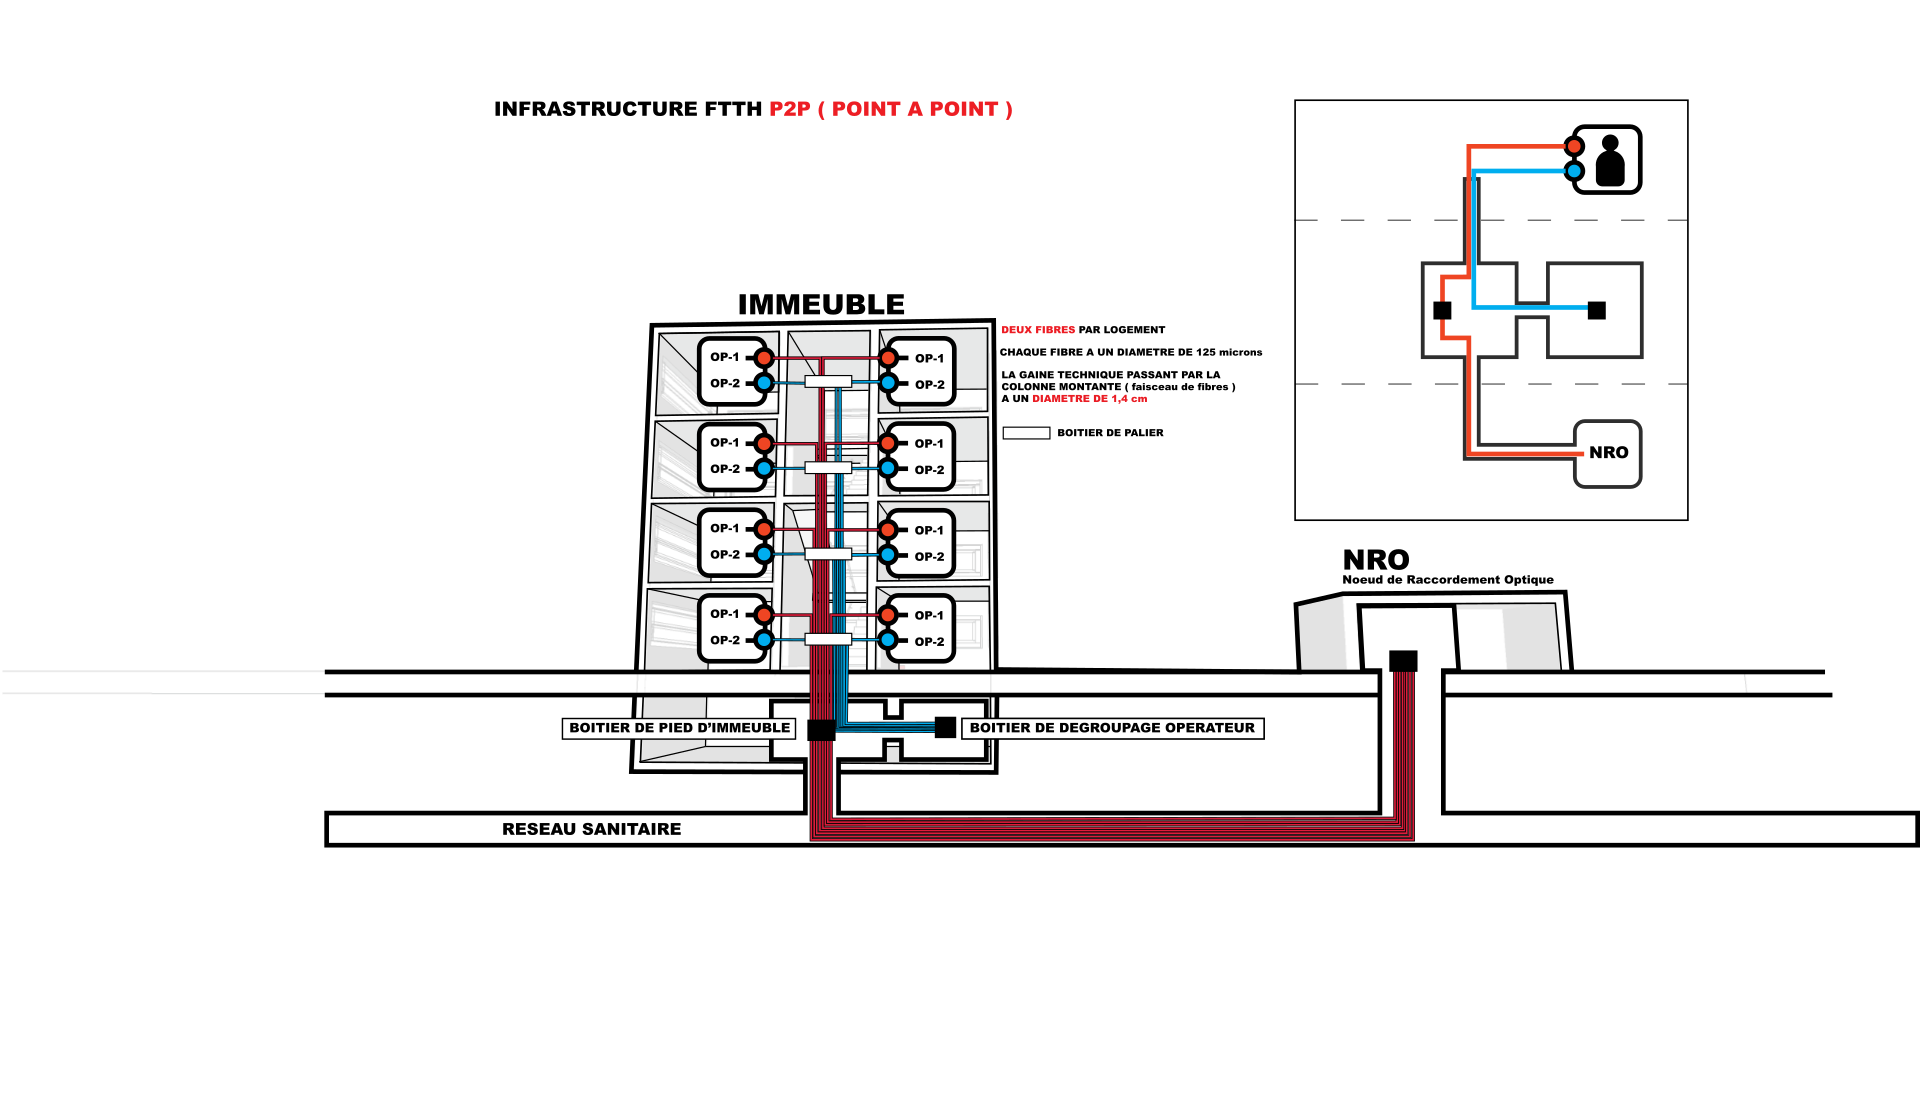 INFRASTRUCTURE FTTH P2P ( POINT A POINT )
IMMEUBLE
DEUX FIBRES PAR LOGEMENT
CHAQUE FIBRE A UN DIAMETRE DE 125 microns
LA GAINE TECHNIQUE PASSANT PAR LA
COLONNE MONTANTE ( faisceau de fibres )
A UN DIAMETRE DE 1,4 cm
BOITIER DE PALIER
OP-1
OP-2
OP-1
OP-2
OP-1
OP-2
OP-1
OP-2
OP-1
OP-2
OP-1
OP-2
OP-1
OP-2
OP-1
OP-2
NRO
NRO
Noeud de Raccordement Optique
BOITIER DE PIED D’IMMEUBLE
BOITIER DE DEGROUPAGE OPERATEUR
RESEAU SANITAIRE